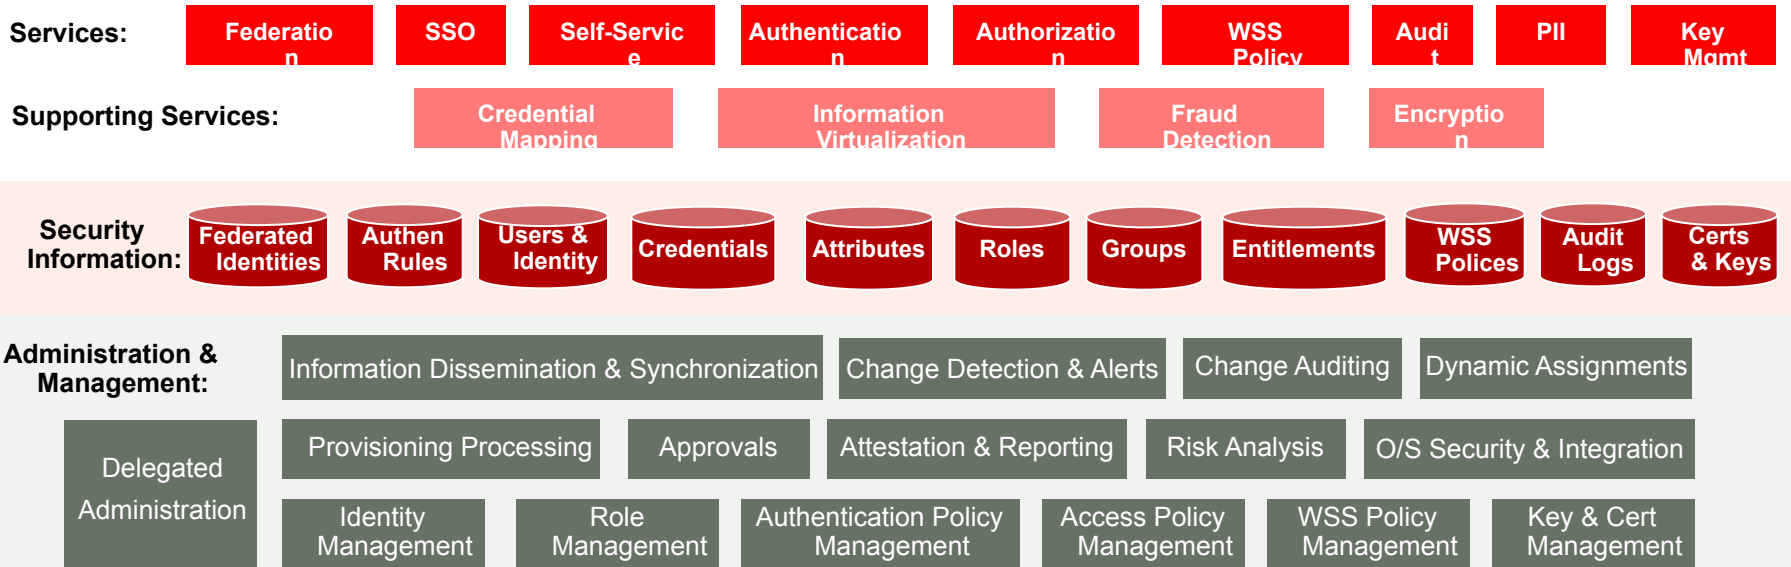 Services:
Federatio
n
SSO
Self-Servic
e
Authenticatio
n
Authorizatio
n
WSS
Policy
Audi
t
PII
Key
Mgmt
Supporting Services:
Credential
Mapping
Information
Virtualization
Fraud
Detection
Encryptio
n
Security
Information:
Federated
Identities
Authen
Rules
Users &
Identity
Credentials
Attributes
Roles
Groups
Entitlements
WSS
Polices
Audit
Logs
Certs
& Keys
Administration &
Management:
Information Dissemination & Synchronization
Change Detection & Alerts
Change Auditing
Dynamic Assignments
Delegated
Administration
Provisioning Processing
Approvals
Attestation & Reporting
Risk Analysis
O/S Security & Integration
Identity
Management
Role
Management
Authentication Policy
Management
Access Policy
Management
WSS Policy
Management
Key & Cert
Management